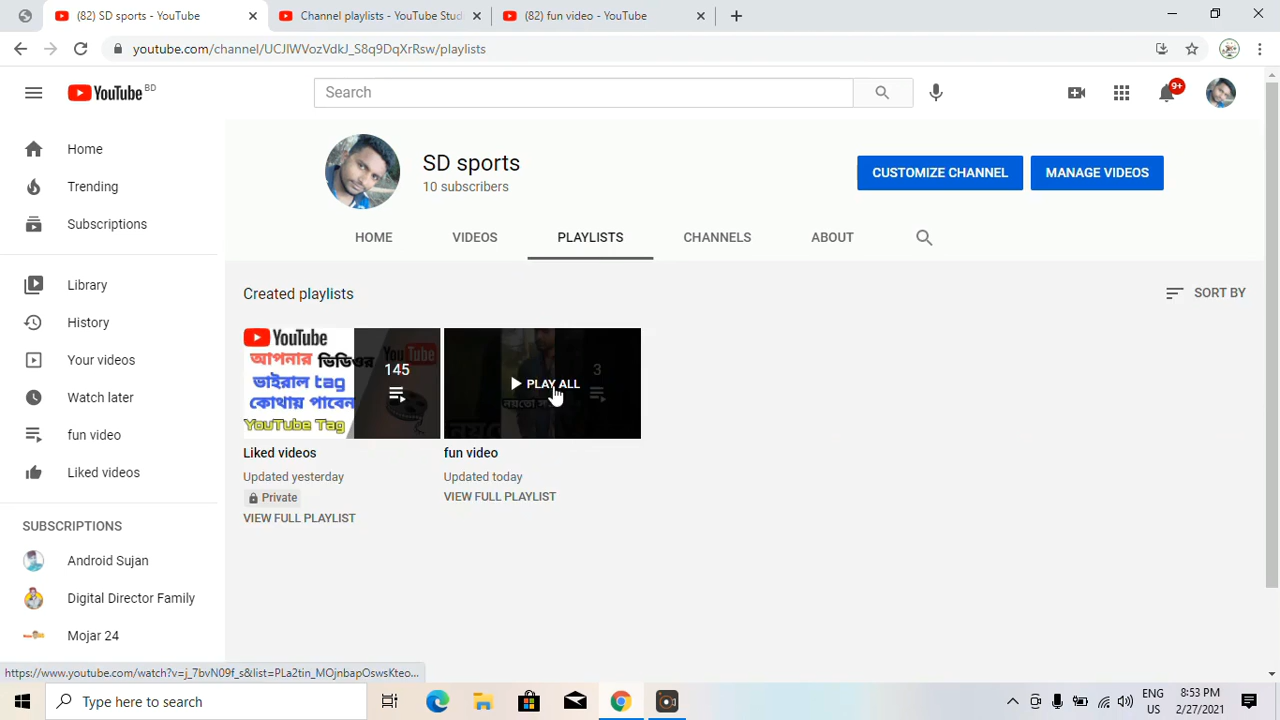 (82) SD sports - YouTube
Channel playlists - YouTube Stud
(82) fun video - YouTube
youtube.com/channel/UCJIWVozVdkJ_S8q9DqXrRsw/playlists
YouTube BD
Search
9+
Home
Trending
Subscriptions
Library
History
Your videos
Watch later
fun video
Liked videos
SUBSCRIPTIONS
Android Sujan
Digital Director Family
Mojar 24
SD sports
10 subscribers
CUSTOMIZE CHANNEL
MANAGE VIDEOS
HOME
VIDEOS
PLAYLISTS
CHANNELS
ABOUT
Created playlists
SORT BY
YouTube
আপনার ভিডিওর
ভাইরাল tag
কোথায় পাবেন
YouTube Tag
You Tube
145
Liked videos
Updated yesterday
Private
VIEW FULL PLAYLIST
PLAY ALL
3
fun video
Updated today
VIEW FULL PLAYLIST
https://www.youtube.com/watch?v=j_7bvN09f_s&list=PLa2tin_MOjnbapOswsKteo...
Type here to search
ENG
US
8:53 PM
2/27/2021